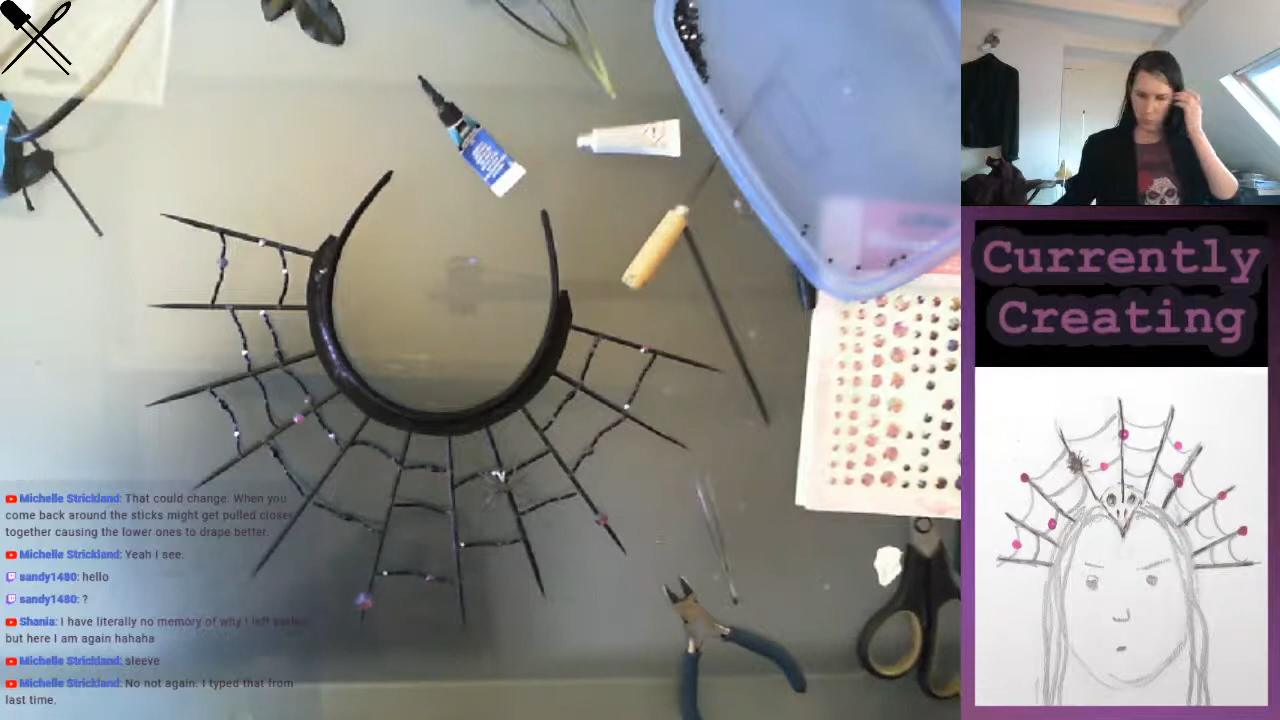 Currently
Creating
Michelle Strickland: That could change. When you
come back around the sticks might get pulled closer
together causing the lower ones to drape better.
Michelle Strickland: Yeah I see.
sandy1480: hello
sandy1480: ?
Shania: I have literally no memory of why I left
but here I am again hahaha
Michelle Strickland: sleeve
Michelle Strickland: No not again. I typed that from
last time.